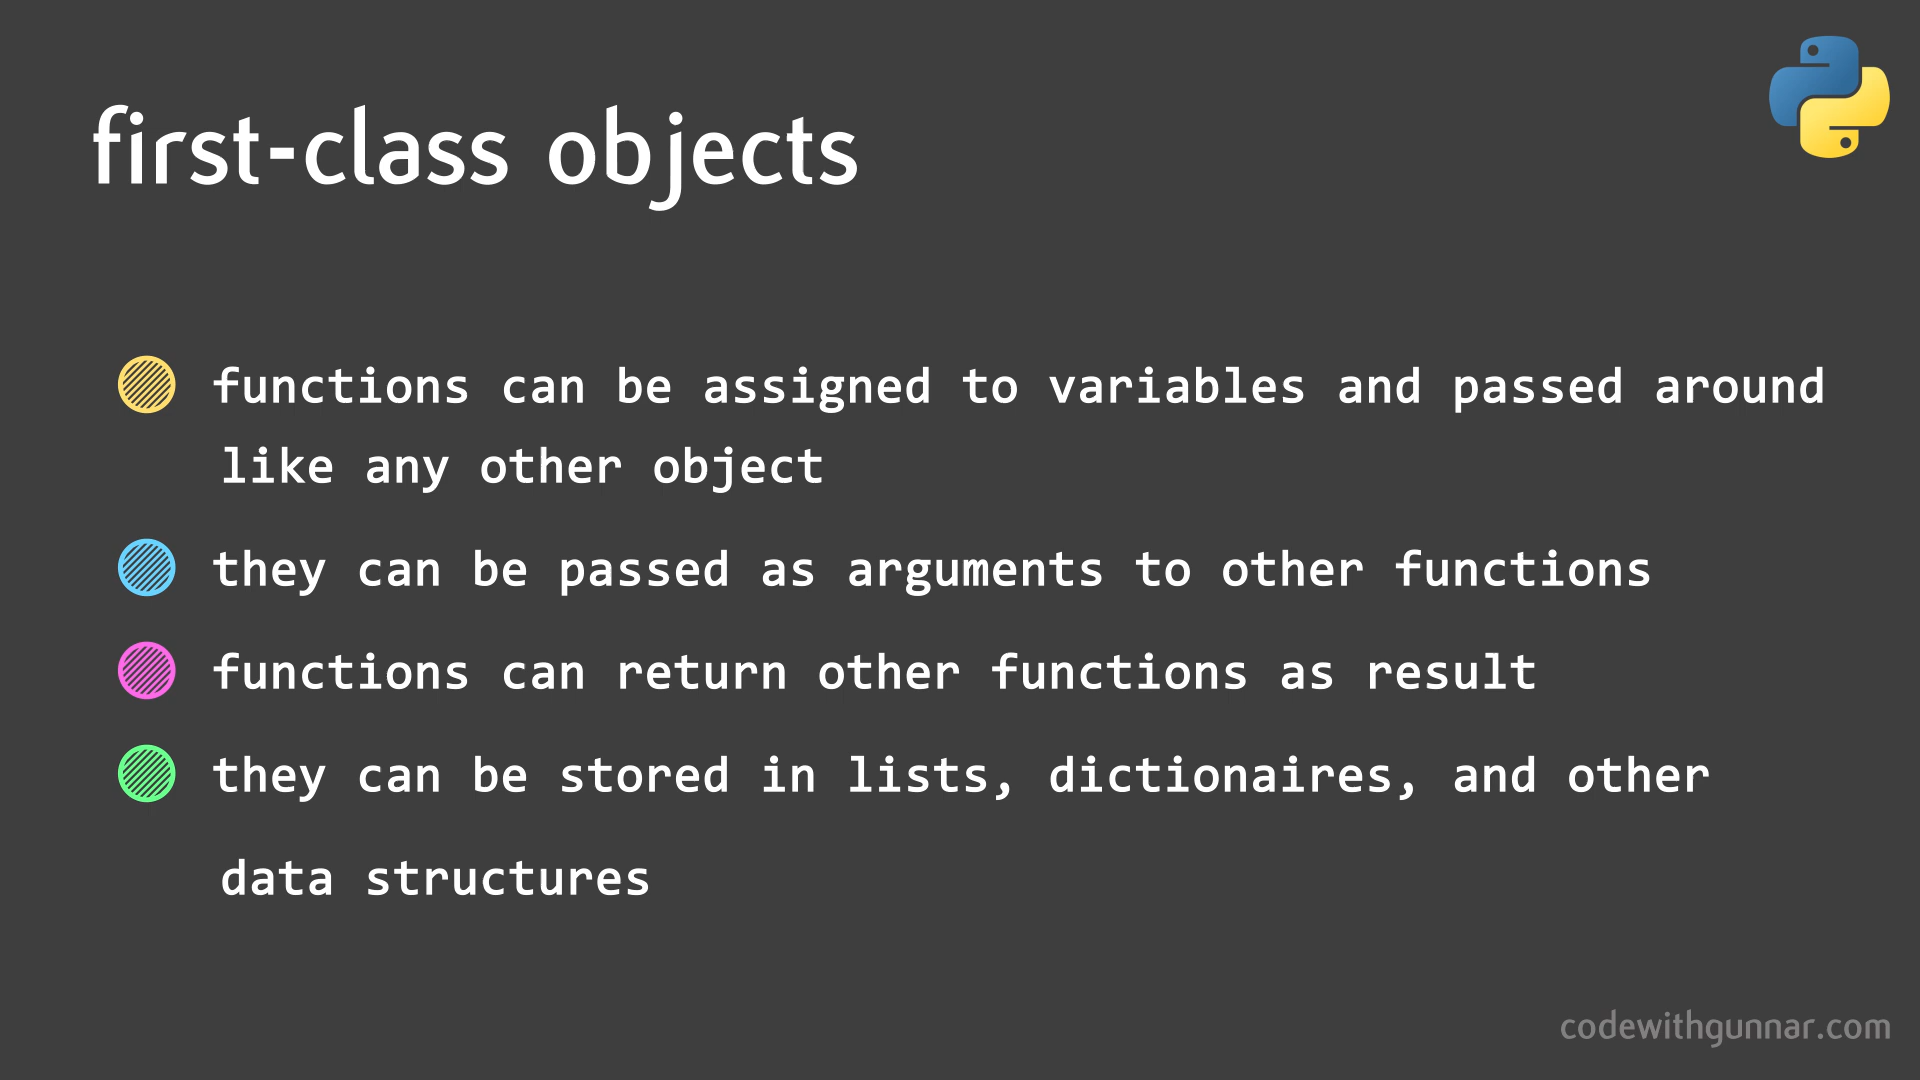 first-class objects
functions can be assigned to variables and passed around
like any other object
they can be passed as arguments to other functions
functions can return other functions as result
they can be stored in lists, dictionaires, and other
data structures
codewithgunnar.com